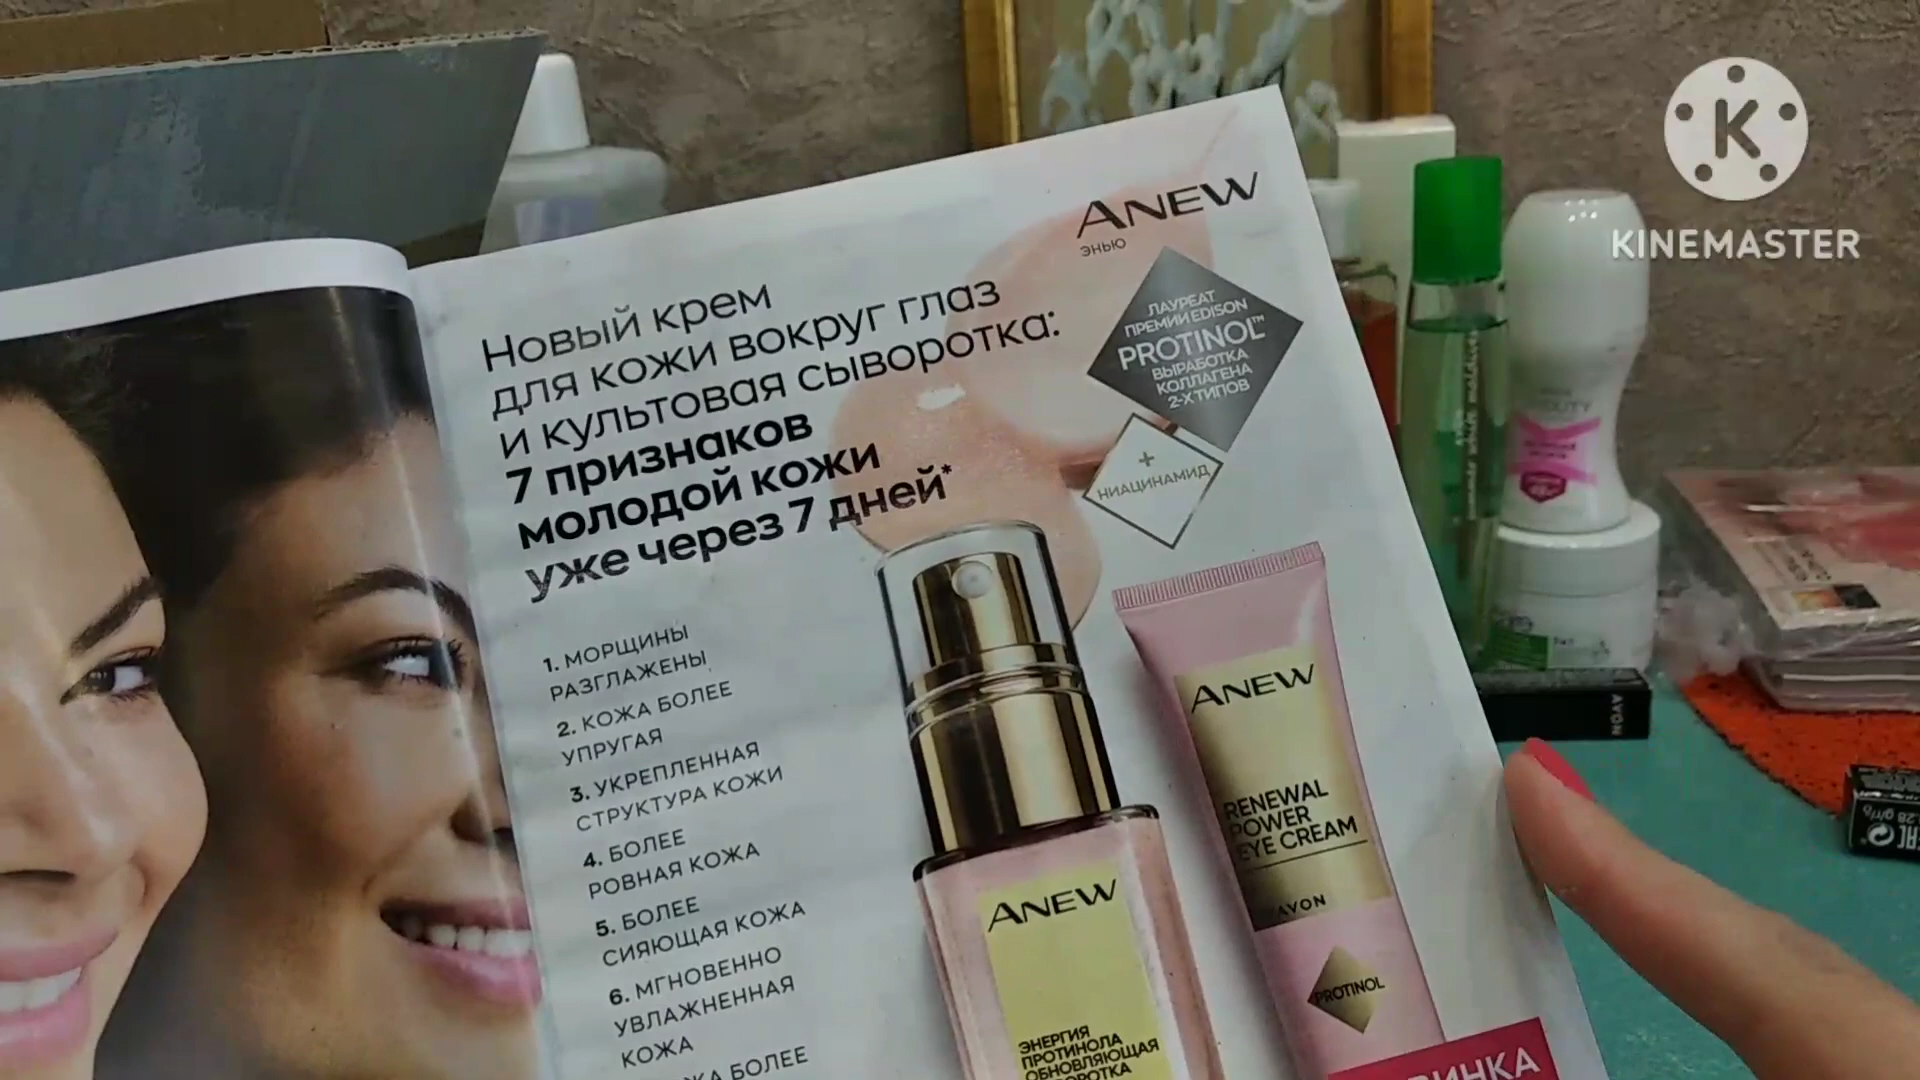 KINEMASTER
ANEW
ЭНЬЮ
Новый крем
для кожи вокруг глаз
и культовая сыворотка:
7 признаков
молодой кожи
уже через 7 дней*
ЛАУРЕАТ
ПРЕМИИ EDISON
PROTINOL™
ВЫРАБОТКА
КОЛЛАГЕНА
2-Х ТИПОВ
+
НИАЦИНАМИД
1. МОРЩИНЫ
РАЗГЛАЖЕНЫ
2. КОЖА БОЛЕЕ
УПРУГАЯ
3. УКРЕПЛЕННАЯ
СТРУКТУРА КОЖИ
4. БОЛЕЕ
РОВНАЯ КОЖА
5. БОЛЕЕ
СИЯЮЩАЯ КОЖА
6. МГНОВЕННО
УВЛАЖНЕННАЯ
КОЖА
БОЛЕЕ
ANEW
ЭНЕРГИЯ
ПРОТИНОЛА
ОБНОВЛЯЮЩАЯ
ANEW
RENEWAL
POWER
EYE CREAM
AVON
PROTINOL
AVON